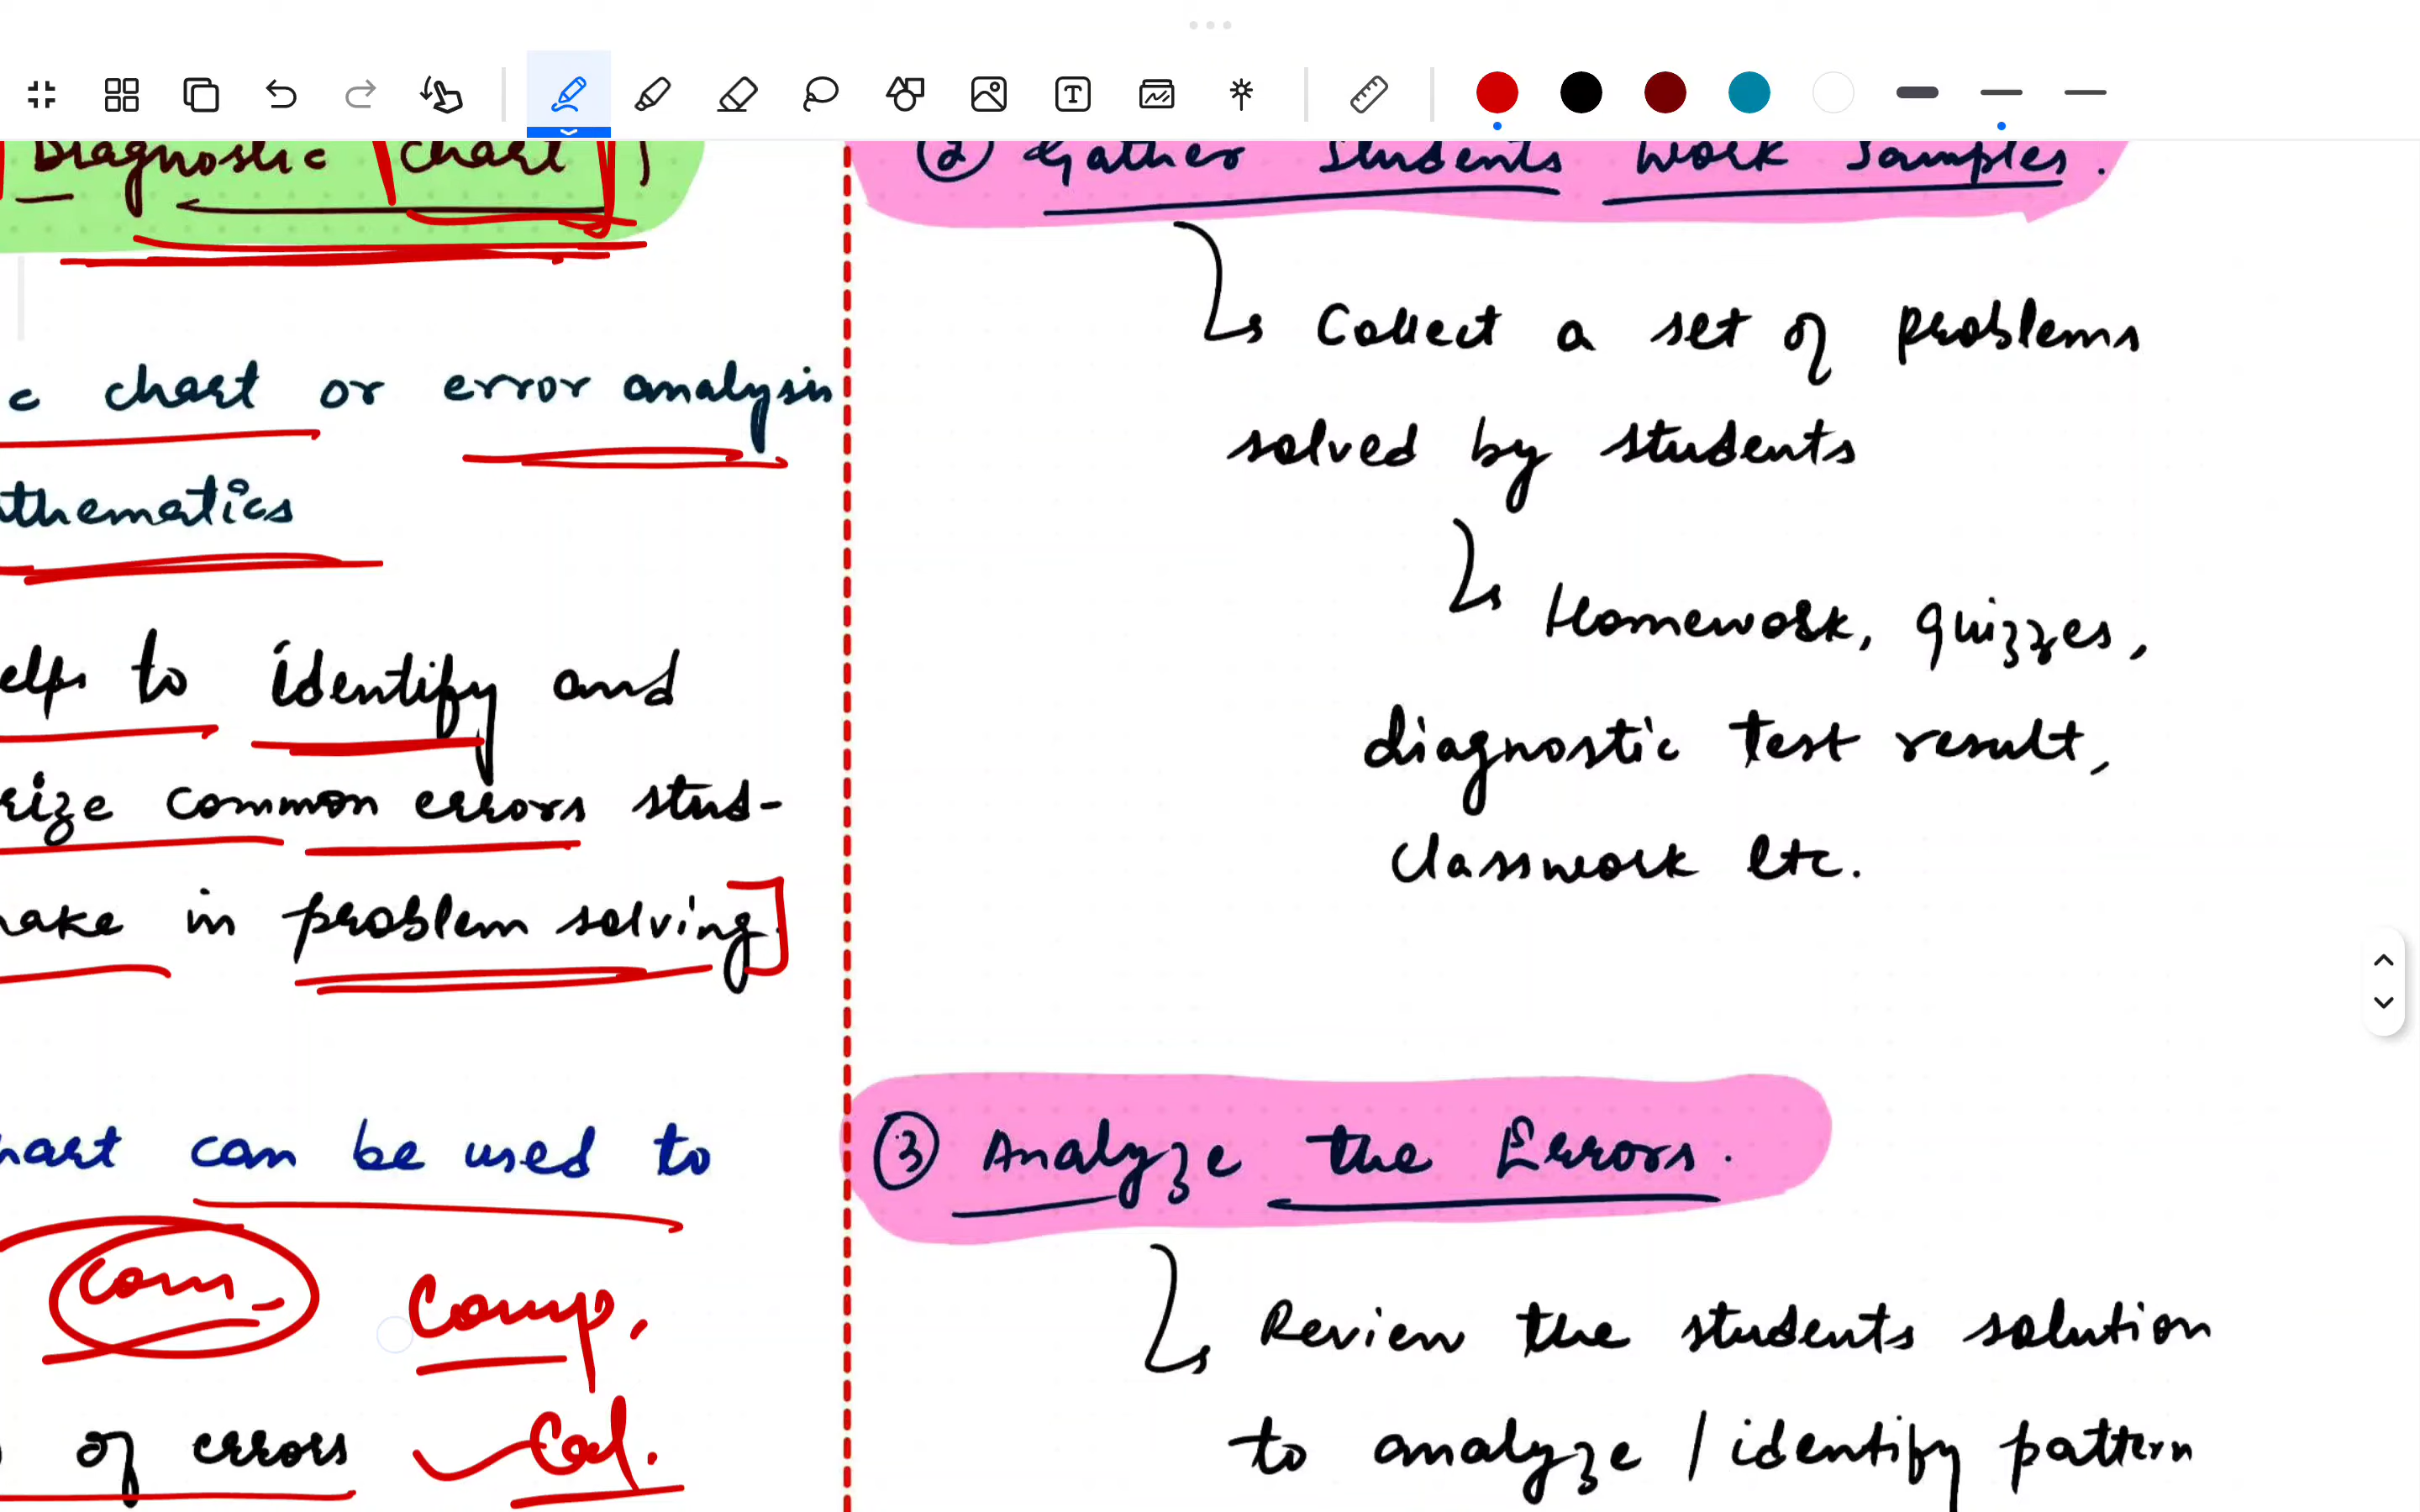 Diagnostic chart
c chart or error analysis
thematics
elps to identify and
rize common errors stud-
make in problem solving.
hart can be used to
Com. Comp.
of errors Cal.
② Gather Students Work Samples.
Collect a set of problems
solved by students
Homework, quizzes,
diagnostic test result,
classwork etc.
③ Analyze the Errors.
Review the students solution
to analyze / identify pattern